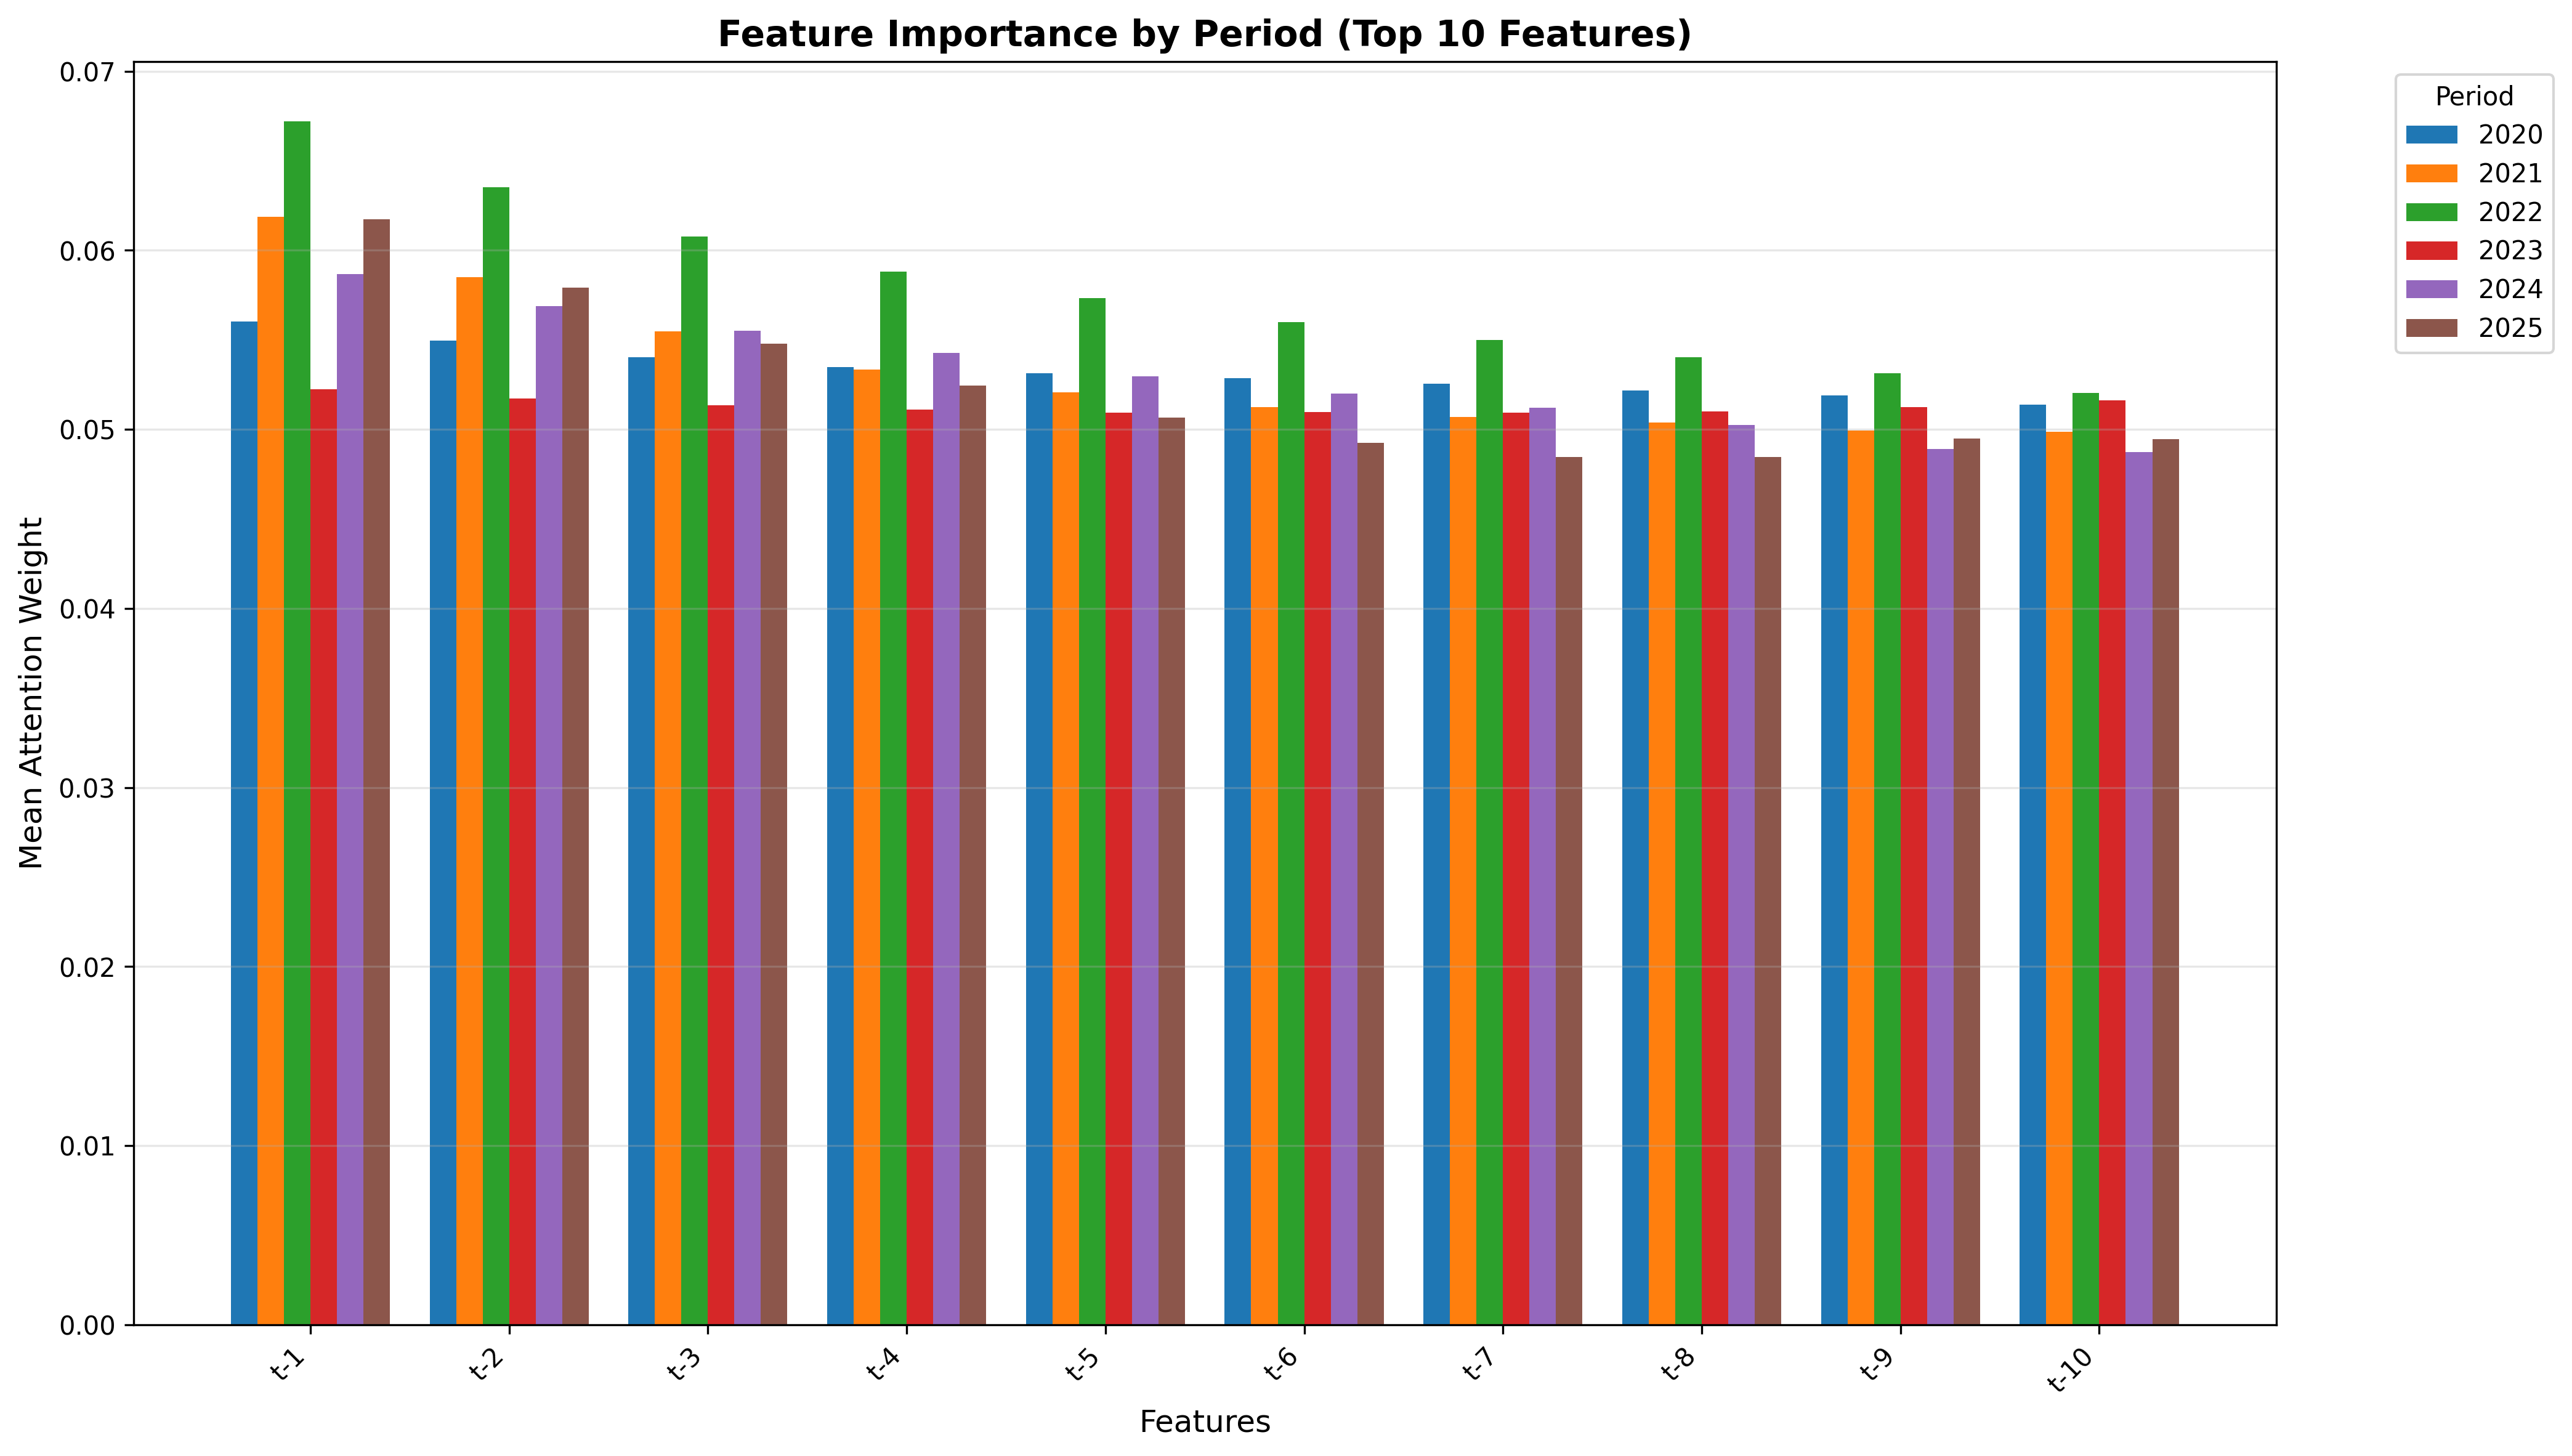 Feature Importance by Period (Top 10 Features)
Mean Attention Weight
0.07
0.06
0.05
0.04
0.03
0.02
0.01
0.00
t-1
t-2
t-3
t-4
t-5
t-6
t-7
t-8
t-9
t-10
Features
Period
2020
2021
2022
2023
2024
2025